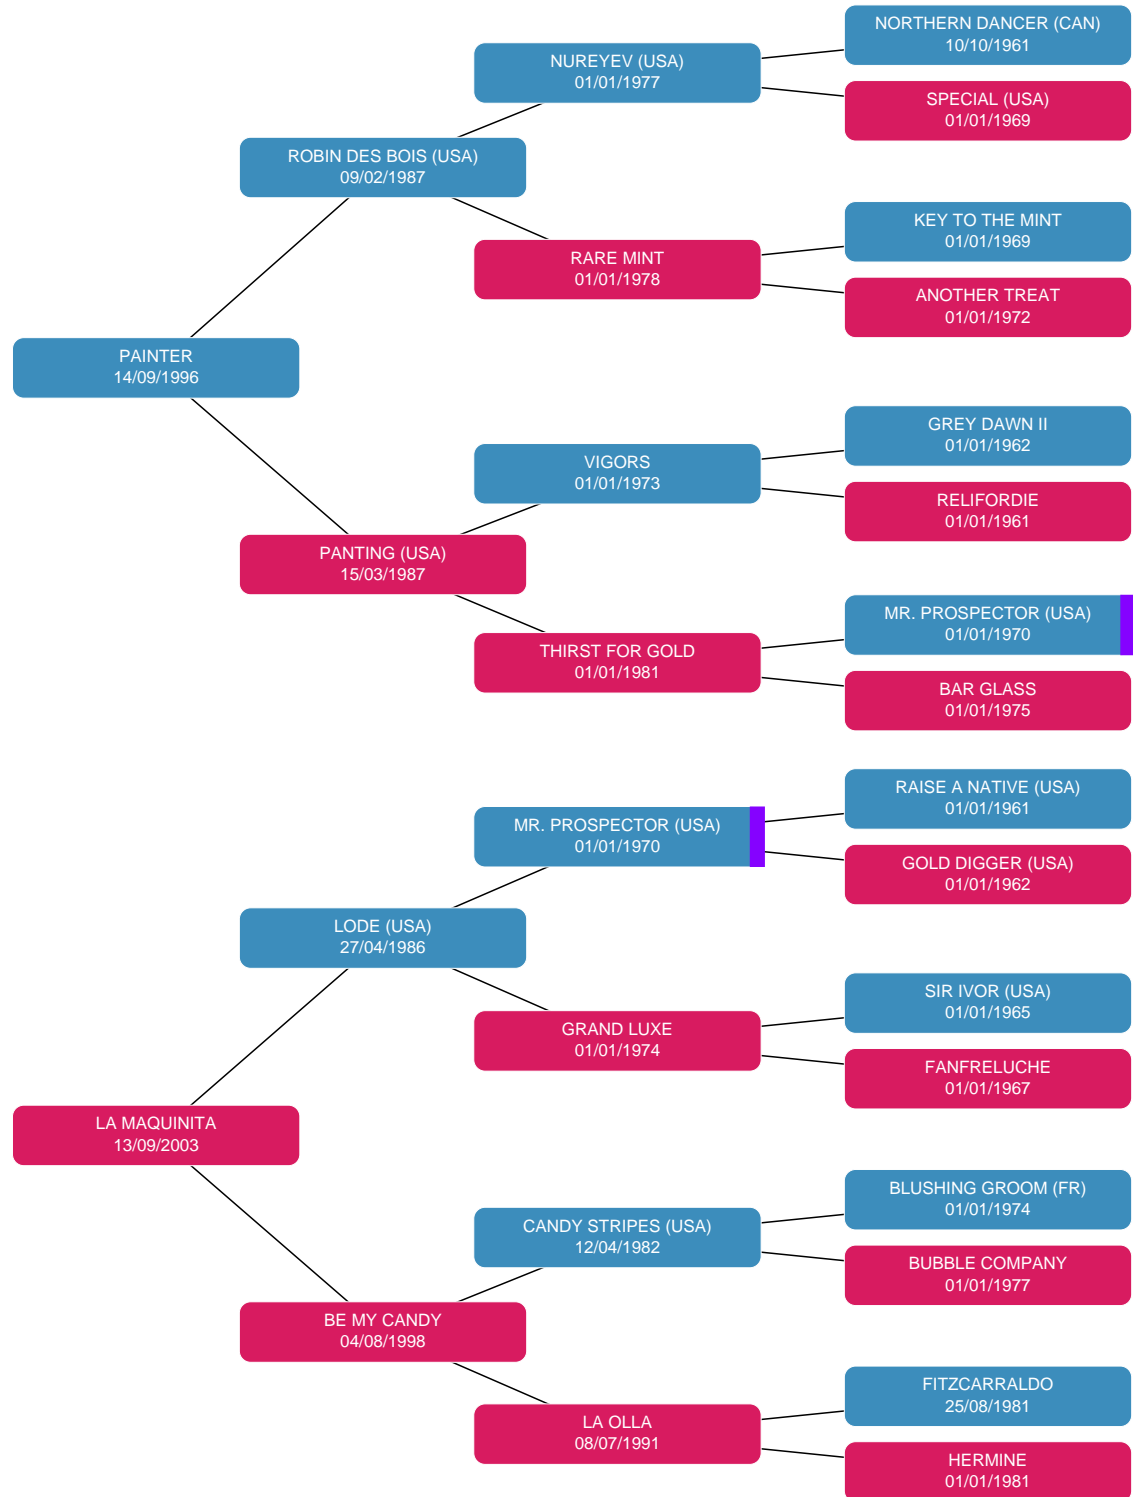 NORTHERN DANCER (CAN)
10/10/1961
NUREYEV (USA)
01/01/1977
SPECIAL (USA)
01/01/1969
ROBIN DES BOIS (USA)
09/02/1987
KEY TO THE MINT
01/01/1969
RARE MINT
01/01/1978
ANOTHER TREAT
01/01/1972
PAINTER
14/09/1996
GREY DAWN II
01/01/1962
VIGORS
01/01/1973
RELIFORDIE
01/01/1961
PANTING (USA)
15/03/1987
MR. PROSPECTOR (USA)
01/01/1970
THIRST FOR GOLD
01/01/1981
BAR GLASS
01/01/1975
RAISE A NATIVE (USA)
01/01/1961
MR. PROSPECTOR (USA)
01/01/1970
GOLD DIGGER (USA)
01/01/1962
LODE (USA)
27/04/1986
SIR IVOR (USA)
01/01/1965
GRAND LUXE
01/01/1974
FANFRELUCHE
01/01/1967
LA MAQUINITA
13/09/2003
BLUSHING GROOM (FR)
01/01/1974
CANDY STRIPES (USA)
12/04/1982
BUBBLE COMPANY
01/01/1977
BE MY CANDY
04/08/1998
FITZCARRALDO
25/08/1981
LA OLLA
08/07/1991
HERMINE
01/01/1981